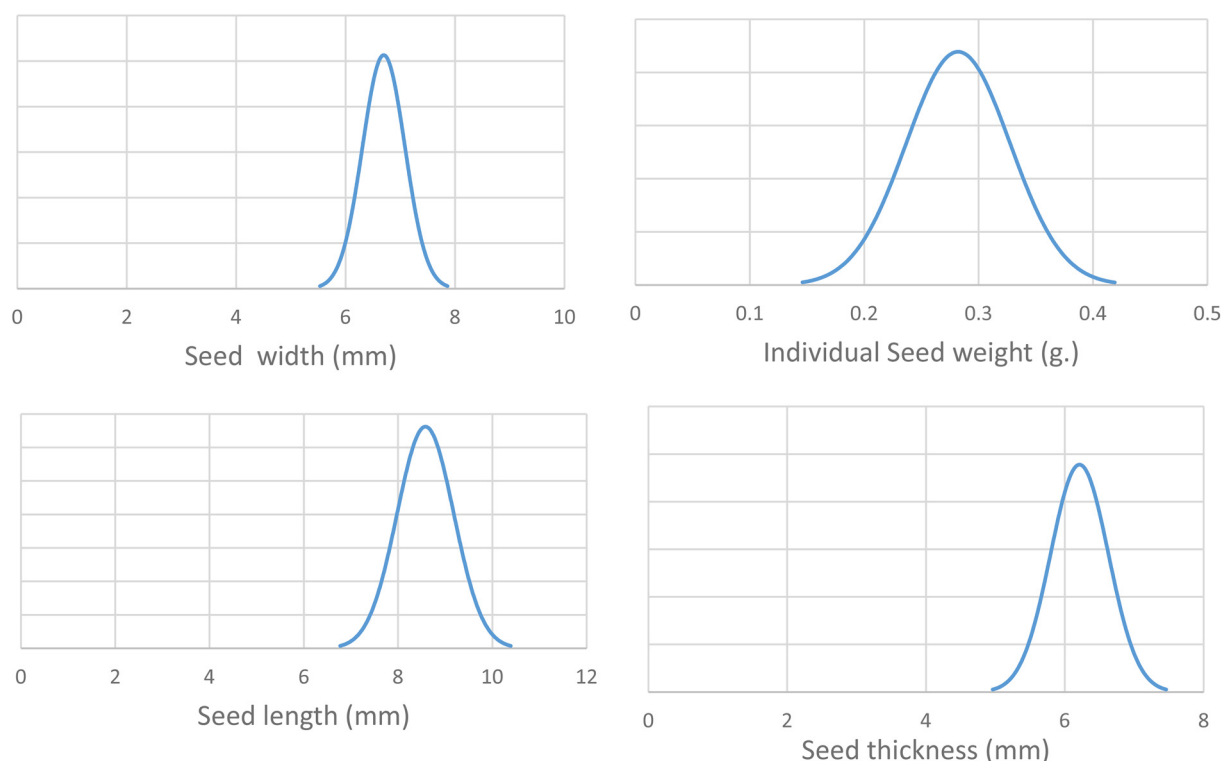 0 2 4 6 8 10
Seed width (mm)
0 0.1 0.2 0.3 0.4 0.5
Individual Seed weight (g.)
0 2 4 6 8 10 12
Seed length (mm)
0 2 4 6 8
Seed thickness (mm)